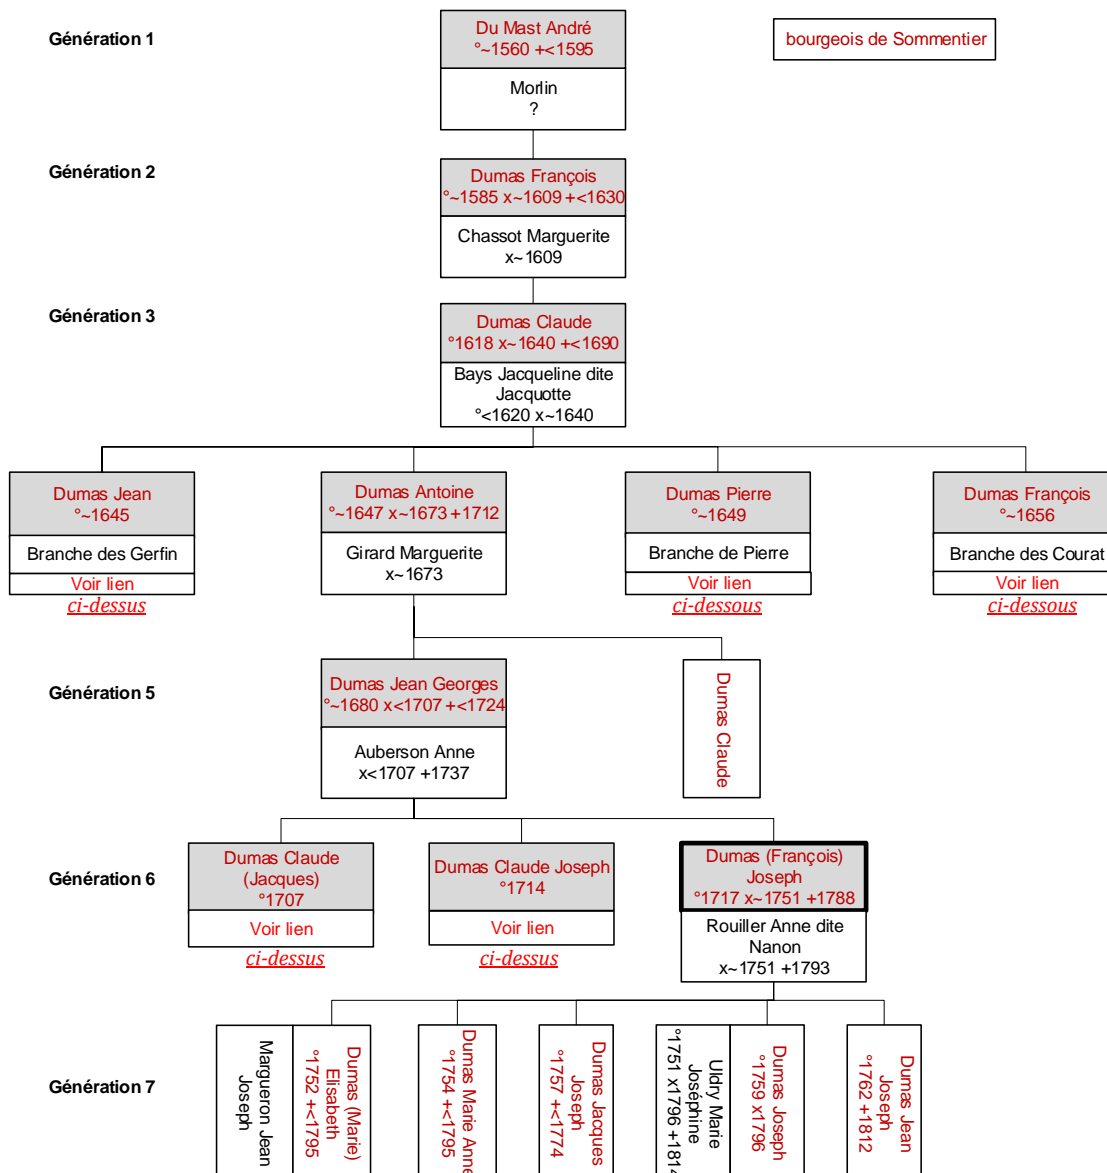 Génération 1
Du Mast André
°~1560 +<1595
Morlin
?
bourgeois de Sommentier
Génération 2
Dumas François
°~1585 x~1609 +<1630
Chassot Marguerite
x~1609
Génération 3
Dumas Claude
°1618 x~1640 +<1690
Bays Jacqueline dite
Jacquotte
°<1620 x~1640
Dumas Jean
°~1645
Branche des Gerfin
Voir lien
ci-dessus
Dumas Antoine
°~1647 x~1673 +1712
Girard Marguerite
x~1673
Dumas Pierre
°~1649
Branche de Pierre
Voir lien
ci-dessous
Dumas François
°~1656
Branche des Courat
Voir lien
ci-dessous
Génération 5
Dumas Jean Georges
°~1680 x<1707 +<1724
Auberson Anne
x<1707 +1737
Dumas Claude
Génération 6
Dumas Claude
(Jacques)
°1707
Voir lien
ci-dessus
Dumas Claude Joseph
°1714
Voir lien
ci-dessus
Dumas (François)
Joseph
°1717 x~1751 +1788
Rouiller Anne dite
Nanon
x~1751 +1793
Génération 7
Margueron Jean
Joseph
Dumas (Marie)
Elisabeth
°1752 +<1795
Dumas Marie Anne
°1754 +<1795
Dumas Jacques
Joseph
°1757 +<1774
Uldry Marie
Joséphine
°1751 x1796 +1814
Dumas Joseph
°1759 x1796
Dumas Jean
Joseph
°1762 +1812